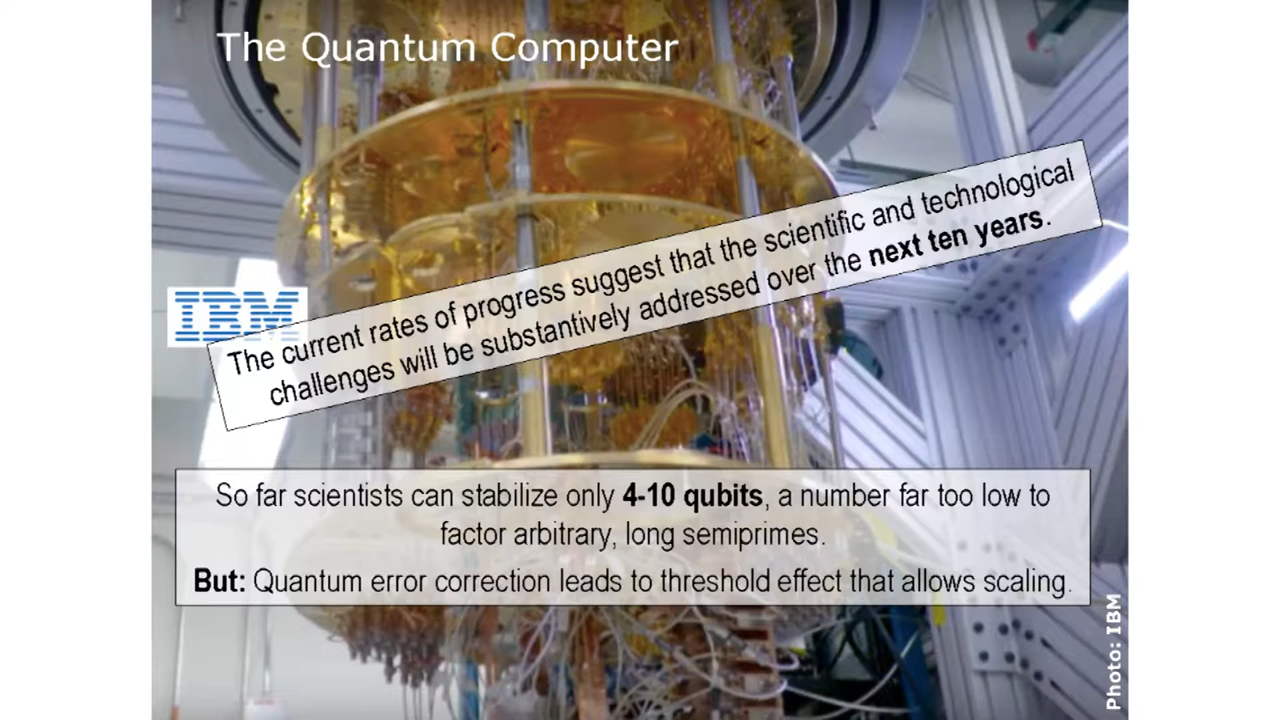 The Quantum Computer
IBM
The current rates of progress suggest that the scientific and technological
challenges will be substantively addressed over the next ten years.
So far scientists can stabilize only 4-10 qubits, a number far too low to
factor arbitrary, long semiprimes.
But: Quantum error correction leads to threshold effect that allows scaling.
Photo: IBM